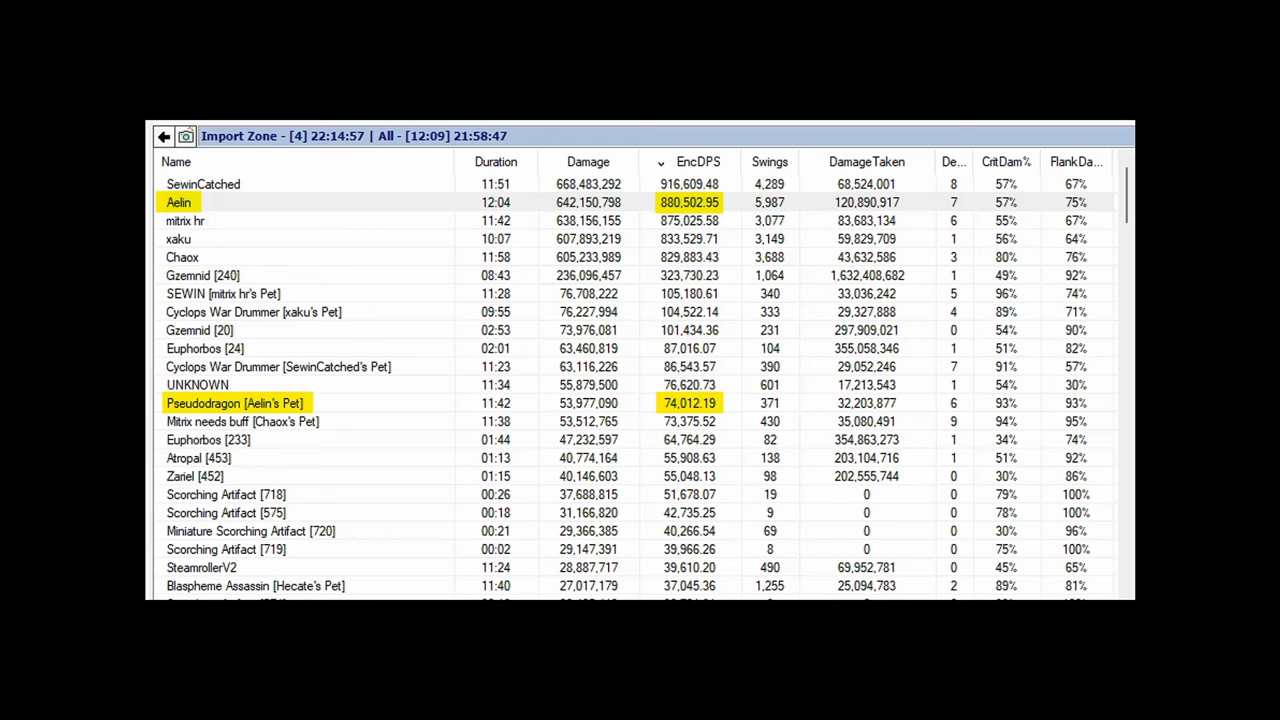 Import Zone - [4] 22:14:57 | All - [12:09] 21:58:47
Name Duration Damage EncDPS Swings DamageTaken De... CritDam% FlankDa...
SewinCatched 11:51 668,483,292 916,609.48 4,289 68,524,001 8 57% 67%
Aelin 12:04 642,150,798 880,502.95 5,987 120,890,917 7 57% 75%
mitrix hr 11:42 638,156,155 875,025.58 3,077 83,683,134 6 55% 67%
xaku 10:07 607,893,219 833,529.71 3,149 59,829,709 1 56% 64%
Chaox 11:58 605,233,989 829,883.43 3,688 43,632,586 3 80% 76%
Gzemnid [240] 08:43 236,096,457 323,730.23 1,064 1,632,408,682 1 49% 92%
SEWIN [mitrix hr's Pet] 11:28 76,708,222 105,180.61 340 33,036,242 5 96% 74%
Cyclops War Drummer [xaku's Pet] 09:55 76,227,994 104,522.14 333 29,327,888 4 89% 71%
Gzemnid [20] 02:53 73,976,081 101,434.36 231 297,909,021 0 54% 90%
Euphorbos [24] 02:01 63,460,819 87,016.07 104 355,058,346 1 51% 82%
Cyclops War Drummer [SewinCatched's Pet] 11:23 63,116,226 86,543.57 390 29,052,246 7 91% 57%
UNKNOWN 11:34 55,879,500 76,620.73 601 17,213,543 1 54% 30%
Pseudodragon [Aelin's Pet] 11:42 53,977,090 74,012.19 371 32,203,877 6 93% 93%
Mitrix needs buff [Chaox's Pet] 11:38 53,512,765 73,375.52 430 35,080,491 9 94% 95%
Euphorbos [233] 01:44 47,232,597 64,764.29 82 354,863,273 1 34% 74%
Atropal [453] 01:13 40,774,164 55,908.63 138 203,104,716 1 51% 92%
Zariel [452] 01:15 40,146,603 55,048.13 98 202,555,744 0 30% 86%
Scorching Artifact [718] 00:26 37,688,815 51,678.07 19 0 0 79% 100%
Scorching Artifact [575] 00:18 31,166,820 42,735.25 9 0 0 78% 100%
Miniature Scorching Artifact [720] 00:21 29,366,385 40,266.54 69 0 0 30% 96%
Scorching Artifact [719] 00:02 29,147,391 39,966.26 8 0 0 75% 100%
SteamrollerV2 11:24 28,887,717 39,610.20 490 69,952,781 0 45% 65%
Blaspheme Assassin [Hecate's Pet] 11:40 27,017,179 37,045.36 1,255 25,094,783 2 89% 81%